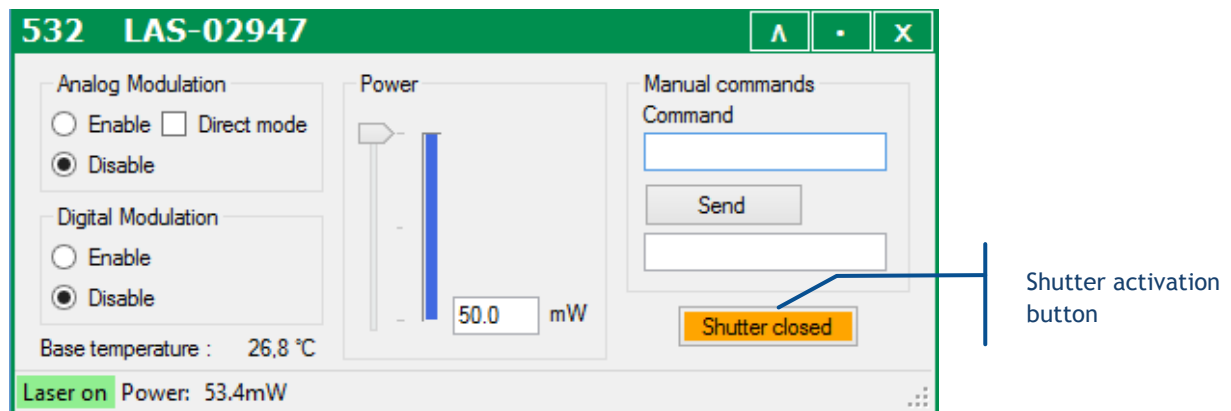 532 LAS-02947
Analog Modulation
Enable Direct mode
Disable
Digital Modulation
Enable
Disable
Base temperature : 26,8 °C
Power
50.0 mW
Manual commands
Command
Send
Shutter closed
Laser on Power: 53.4mW
Shutter activation
button